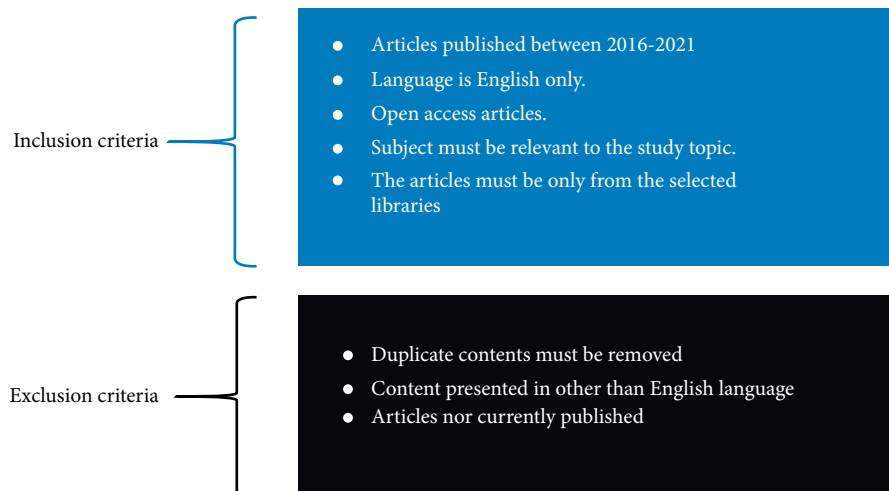 Inclusion criteria
● Articles published between 2016-2021
● Language is English only.
● Open access articles.
● Subject must be relevant to the study topic.
● The articles must be only from the selected
libraries
Exclusion criteria
● Duplicate contents must be removed
● Content presented in other than English language
● Articles nor currently published